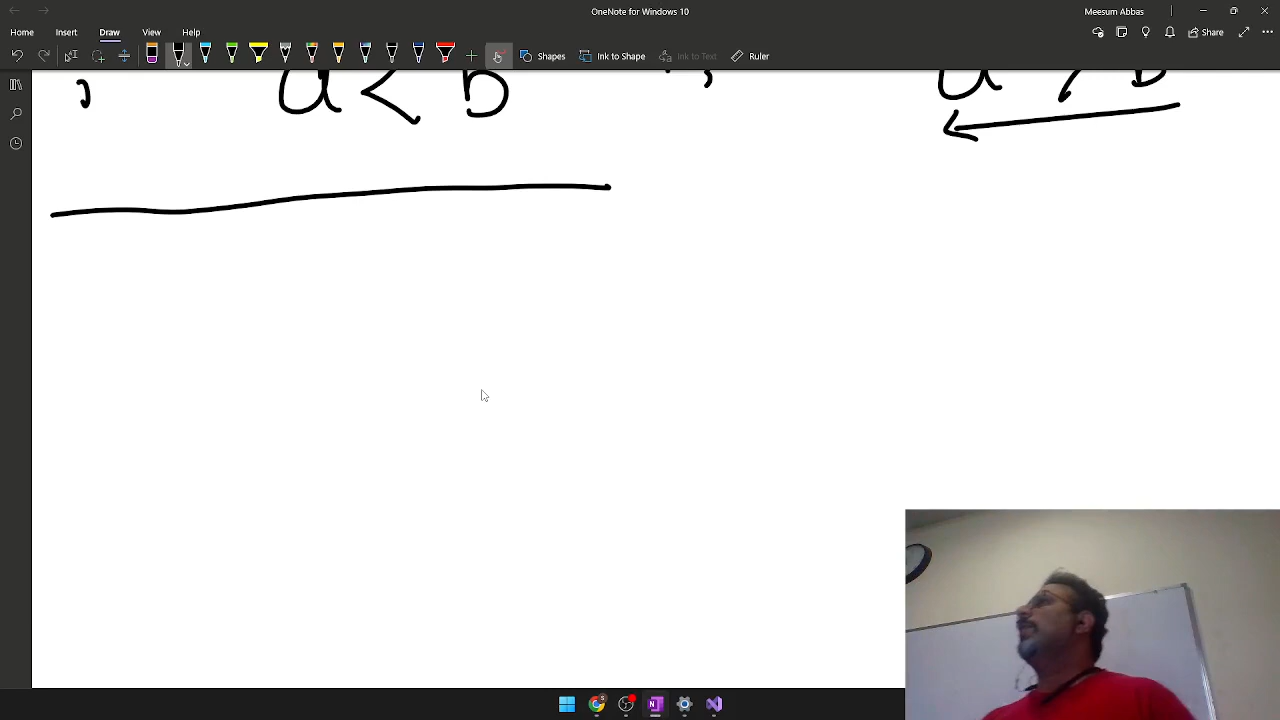 OneNote for Windows 10
Meesum Abbas
Home Insert Draw View Help
Share
Shapes Ink to Shape Ink to Text Ruler
, a < b , a > b